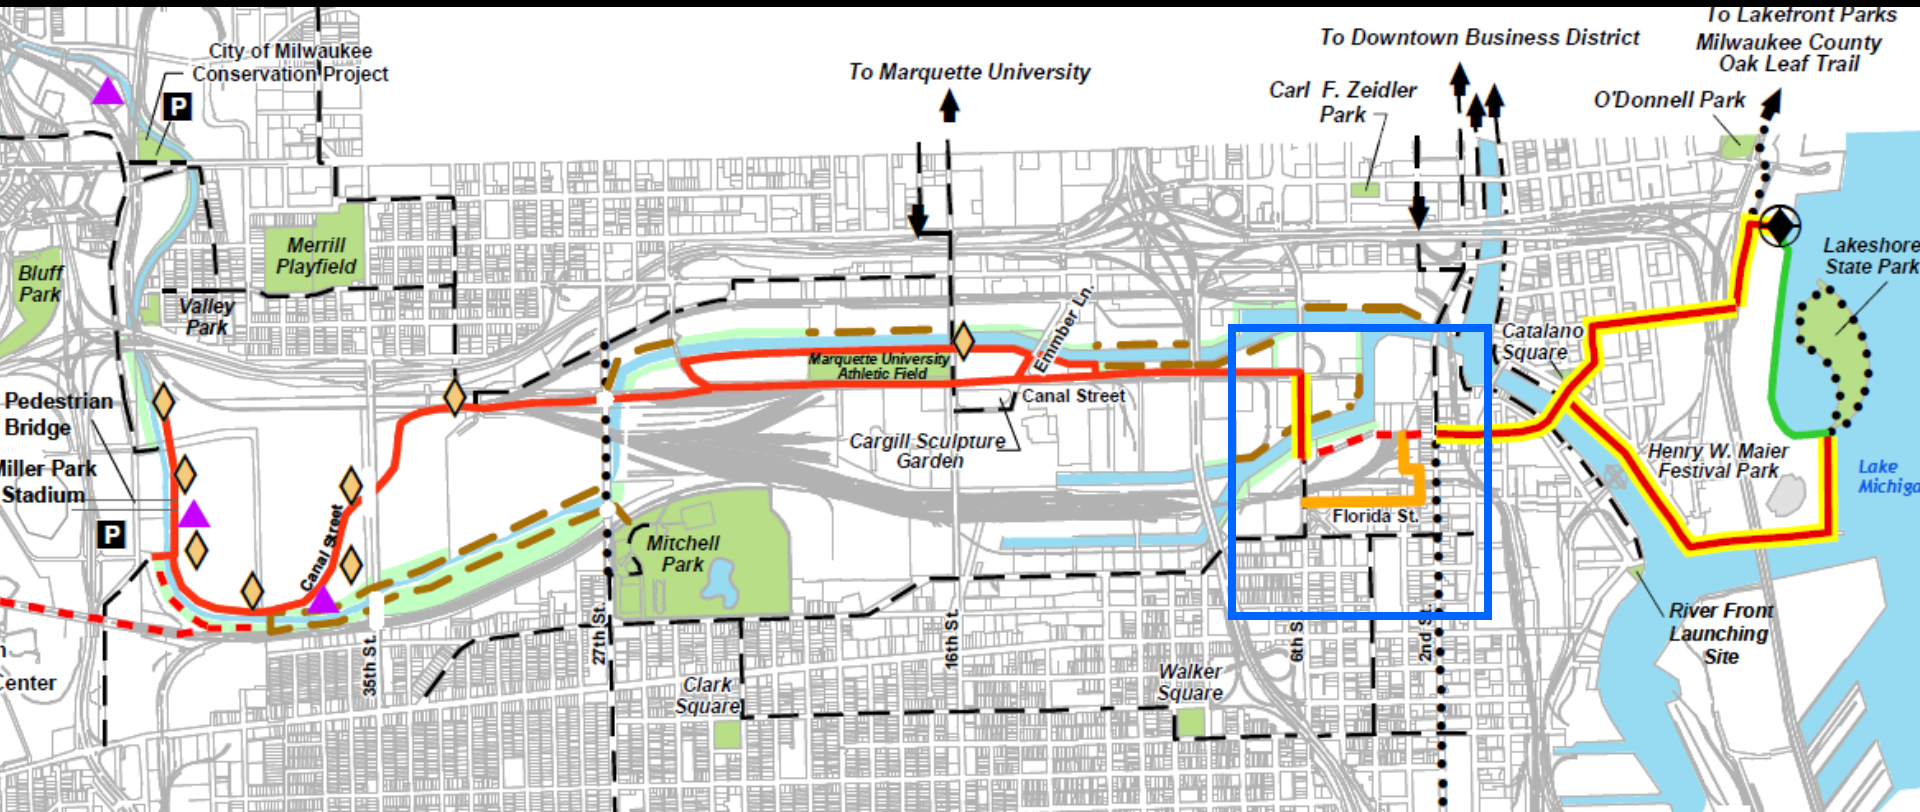 To Lakefront Parks
Milwaukee County
Oak Leaf Trail
To Downtown Business District
City of Milwaukee
Conservation Project
To Marquette University
Carl F. Zeidler
Park
O'Donnell Park
P
Merrill
Playfield
Lakeshore
State Park
Bluff
Park
Valley
Park
Emmber Ln.
Catalano
Square
Marquette University
Athletic Field
Pedestrian
Bridge
Canal Street
Cargill Sculpture
Garden
Henry W. Maier
Festival Park
Miller Park
Stadium
Lake
Michiga
P
Canal Street
Florida St.
Mitchell
Park
River Front
Launching
Site
27th St.
16th St.
6th S
2nd St.
35th St.
enter
Clark
Square
Walker
Square